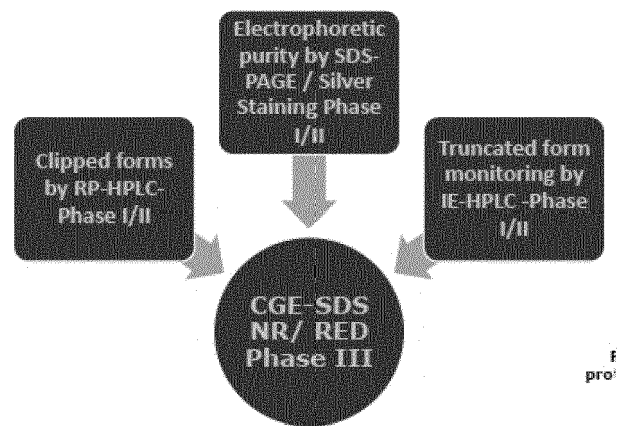 Electrophoretic
purity by SDS-
PAGE / Silver
Staining Phase
I/II
Clipped forms
by RP-HPLC-
Phase I/II
Truncated form
monitoring by
IE-HPLC -Phase
I/II
CGE-SDS
NR/ RED
Phase III